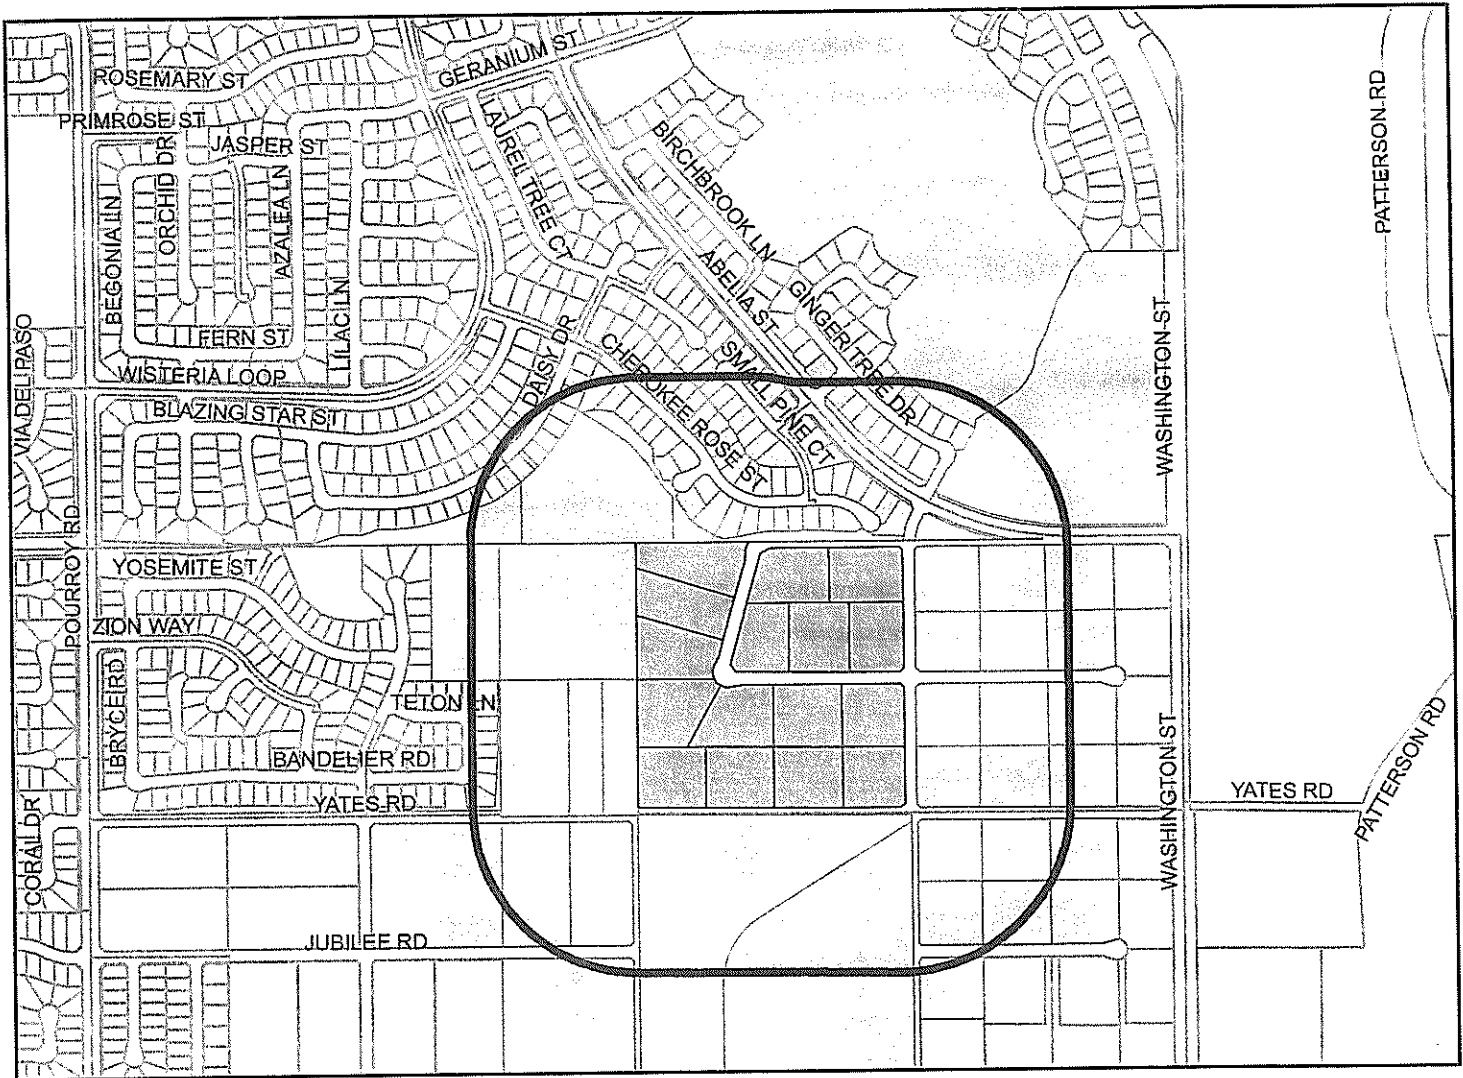 GERANIUM ST
ROSEMARY ST
PRIMROSE ST
JASPER ST
ORCHID DR
LAUREL TREE CT
BIRCHBROOK LN
PATTERSON RD
BEGONIA LN
AZALEA LN
LILAC LN
ABELIA ST
GINGER TREE DR
WASHINGTON ST
VIA DEL PASO
FERN ST
WISTERIA LOOP
BLAZING STAR ST
DAISY DR
CHEROKEE ROSE ST
SMALL PINE CT
POURROY RD
YOSEMITE ST
ZION WAY
BRYCE RD
TETON LN
BANDELIER RD
YATES RD
WASHINGTON ST
YATES RD
PATTERSON RD
CORAL DR
JUBILEE RD